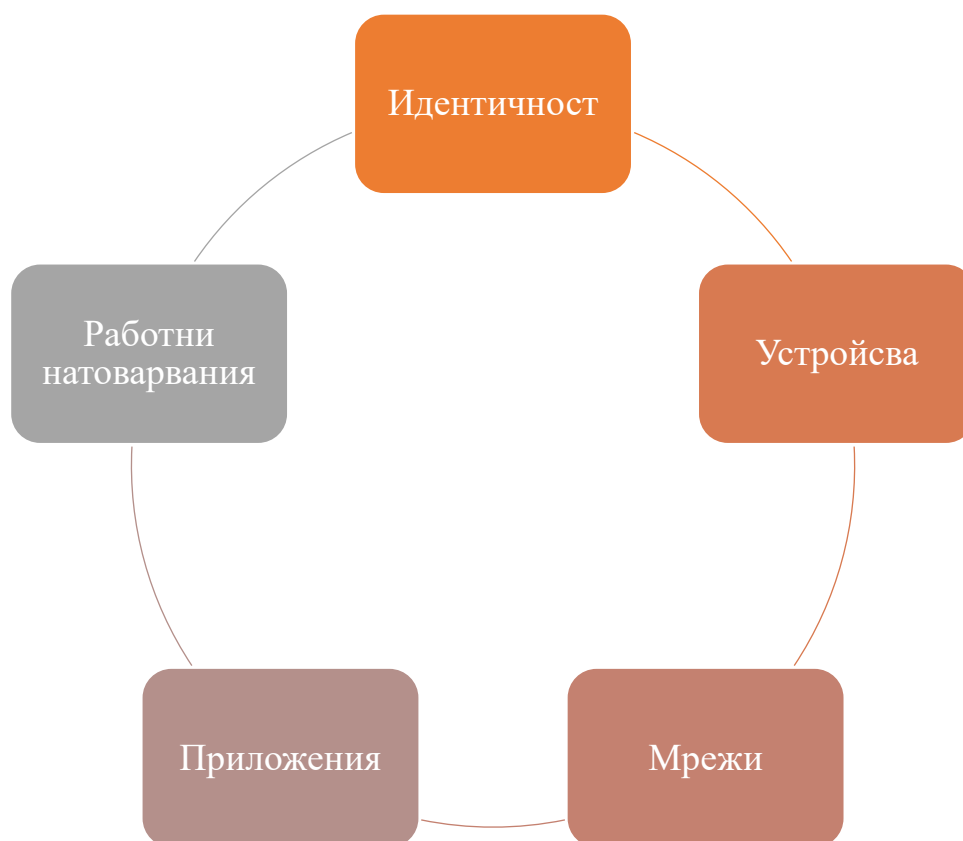 Идентичност
Устройсва
Мрежи
Приложения
Работни
натоварвания